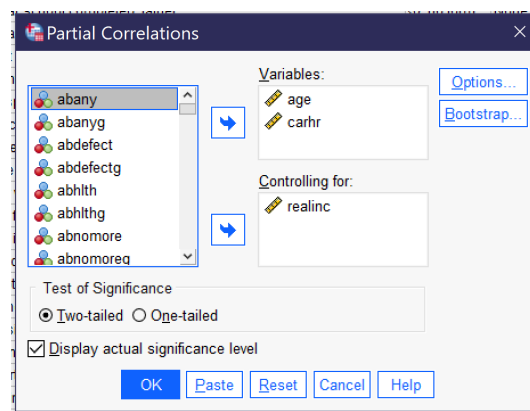 Partial Correlations
Variables:
Options...
abany
abanyg
abdefect
abdefectg
abhlth
abhlthg
abnomore
abnomoreg
age
carhr
Bootstrap...
Controlling for:
realinc
Test of Significance
Two-tailed One-tailed
Display actual significance level
OK Paste Reset Cancel Help